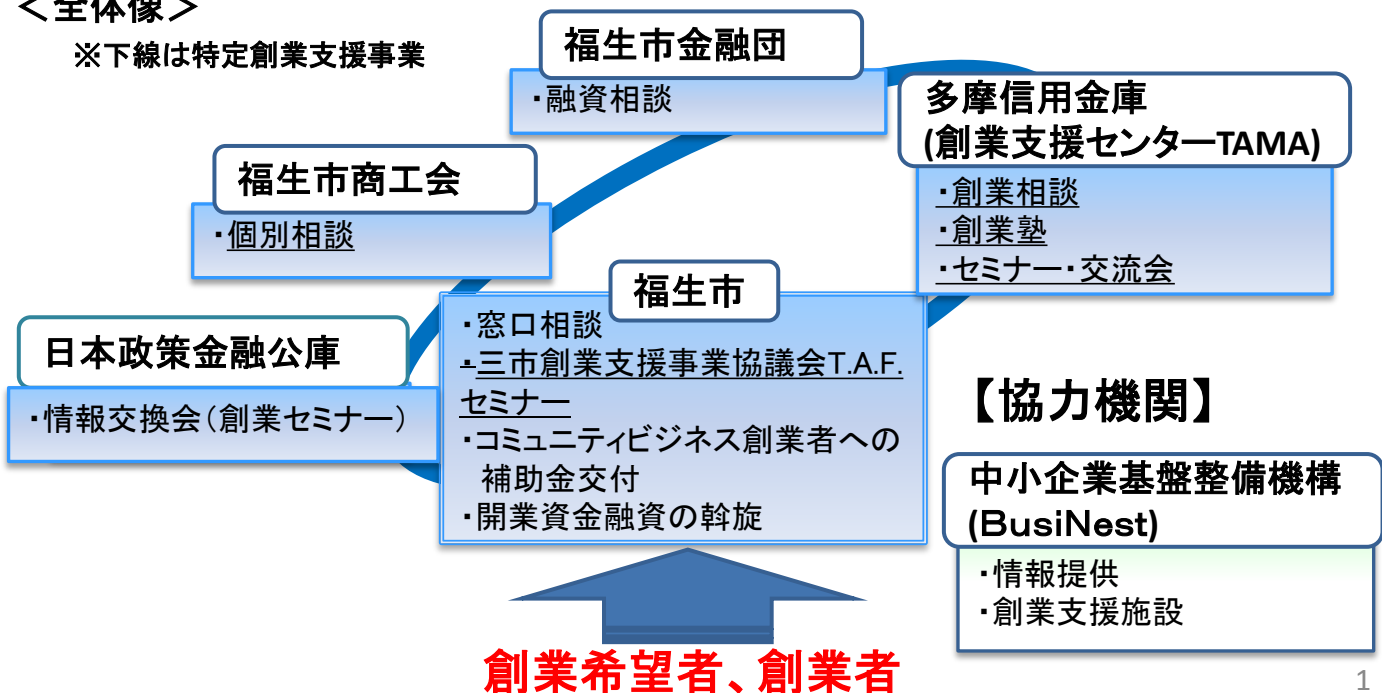 ＜全体像＞
※下線は特定創業支援事業
福生市金融団
・融資相談
多摩信用金庫
(創業支援センターTAMA)
・創業相談
・創業塾
・セミナー・交流会
福生市商工会
・個別相談
福生市
・窓口相談
・三市創業支援事業協議会T.A.F.
セミナー
・コミュニティビジネス創業者への
補助金交付
・開業資金融資の斡旋
日本政策金融公庫
・情報交換会（創業セミナー）
【協力機関】
中小企業基盤整備機構
(BusiNest)
・情報提供
・創業支援施設
創業希望者、創業者
1